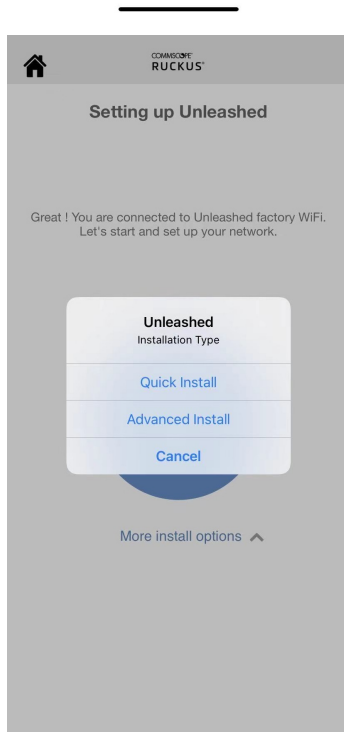 COMMSCOPE®
RUCKUS®
Setting up Unleashed
Great ! You are connected to Unleashed factory WiFi.
Let's start and set up your network.
Unleashed
Installation Type
Quick Install
Advanced Install
Cancel
More install options